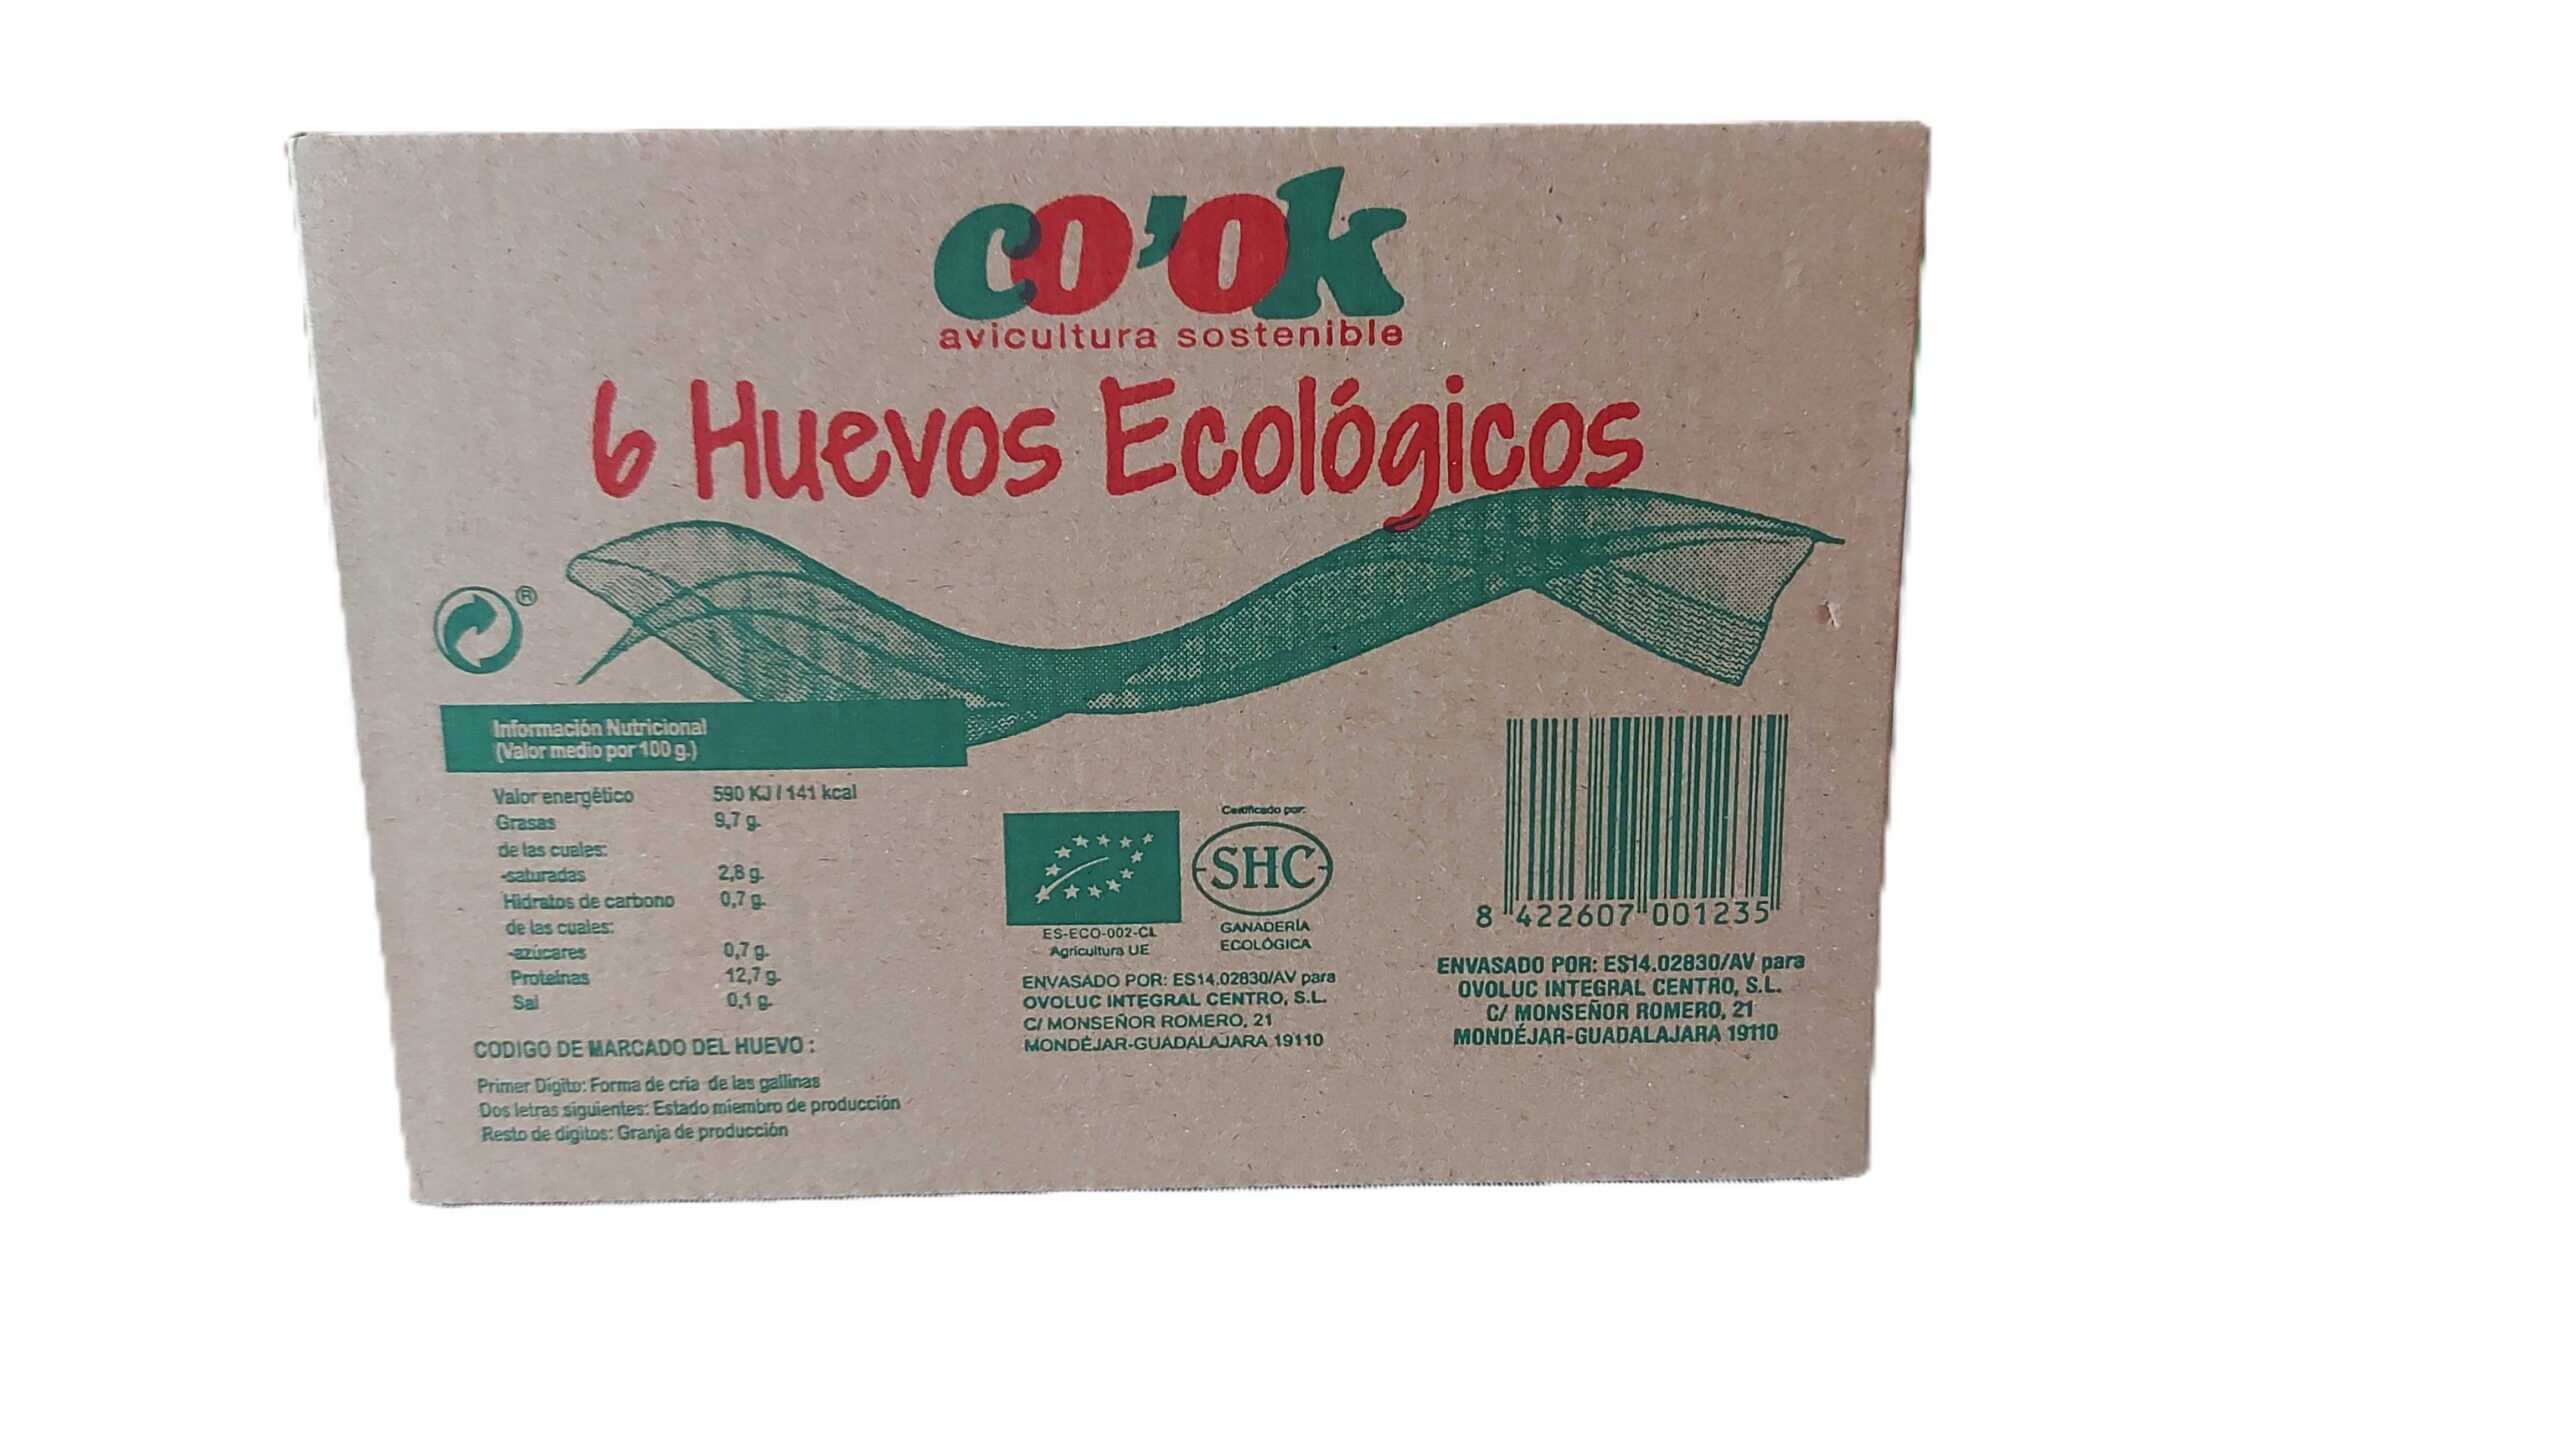 co'ok
avicultura sostenible
6 Huevos Ecológicos
®
Información Nutricional
(Valor medio por 100 g.)
Valor energético 590 KJ / 141 kcal
Grasas 9,7 g.
de las cuales:
-saturadas 2,8 g.
Hidratos de carbono 0,7 g.
de las cuales:
-azúcares 0,7 g.
Proteínas 12,7 g.
Sal 0,1 g.
CODIGO DE MARCADO DEL HUEVO :
Primer Dígito: Forma de cría de las gallinas
Dos letras siguientes: Estado miembro de producción
Resto de dígitos: Granja de producción
ES-ECO-002-CL
Agricultura UE
Certificado por:
SHC
GANADERÍA
ECOLÓGICA
ENVASADO POR: ES14.02830/AV para
OVOLUC INTEGRAL CENTRO, S.L.
C/ MONSEÑOR ROMERO, 21
MONDÉJAR-GUADALAJARA 19110
8 422607 001235
ENVASADO POR: ES14.02830/AV para
OVOLUC INTEGRAL CENTRO, S.L.
C/ MONSEÑOR ROMERO, 21
MONDÉJAR-GUADALAJARA 19110